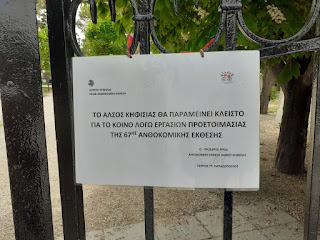 ΤΟ ΑΛΣΟΣ ΚΗΦΙΣΙΑΣ ΘΑ ΠΑΡΑΜΕΙΝΕΙ ΚΛΕΙΣΤΟ
ΓΙΑ ΤΟ ΚΟΙΝΟ ΛΟΓΩ ΕΡΓΑΣΙΩΝ ΠΡΟΕΤΟΙΜΑΣΙΑΣ
ΤΗΣ 67ΗΣ ΑΝΘΟΚΟΜΙΚΗΣ ΕΚΘΕΣΗΣ